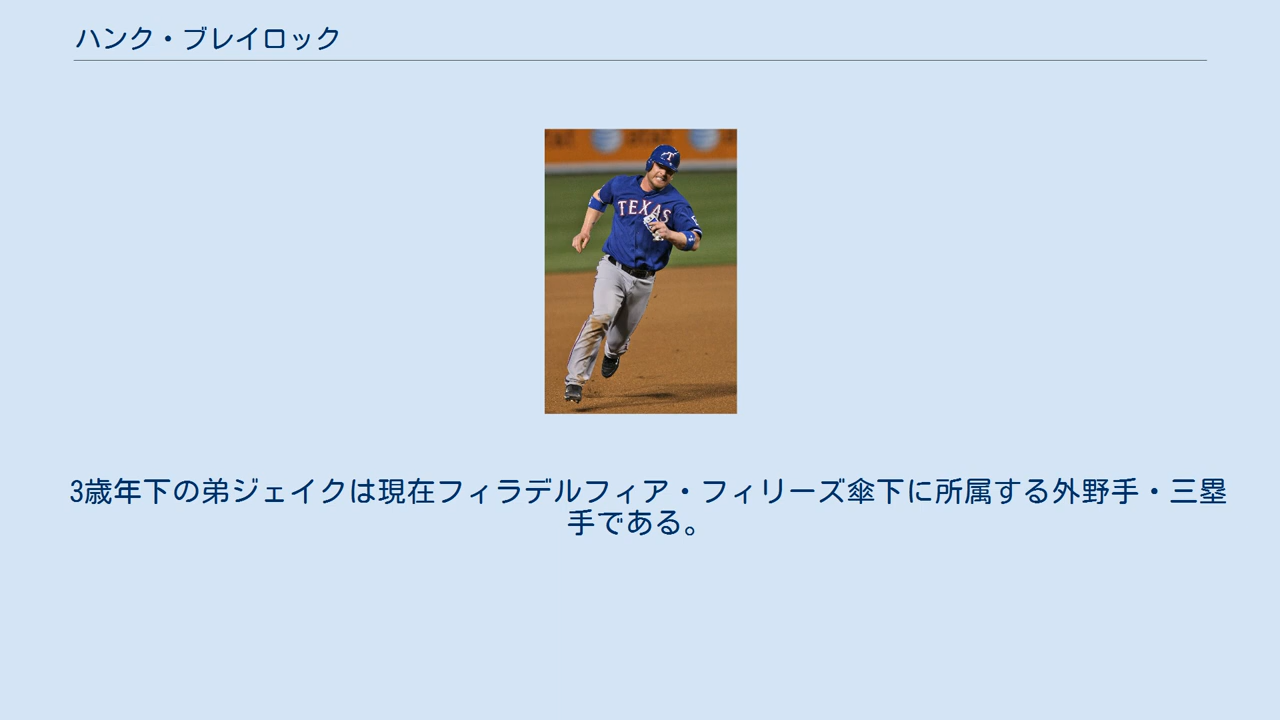 ハンク・ブレイロック
TEXAS
3歳年下の弟ジェイクは現在フィラデルフィア・フィリーズ傘下に所属する外野手・三塁
手である。